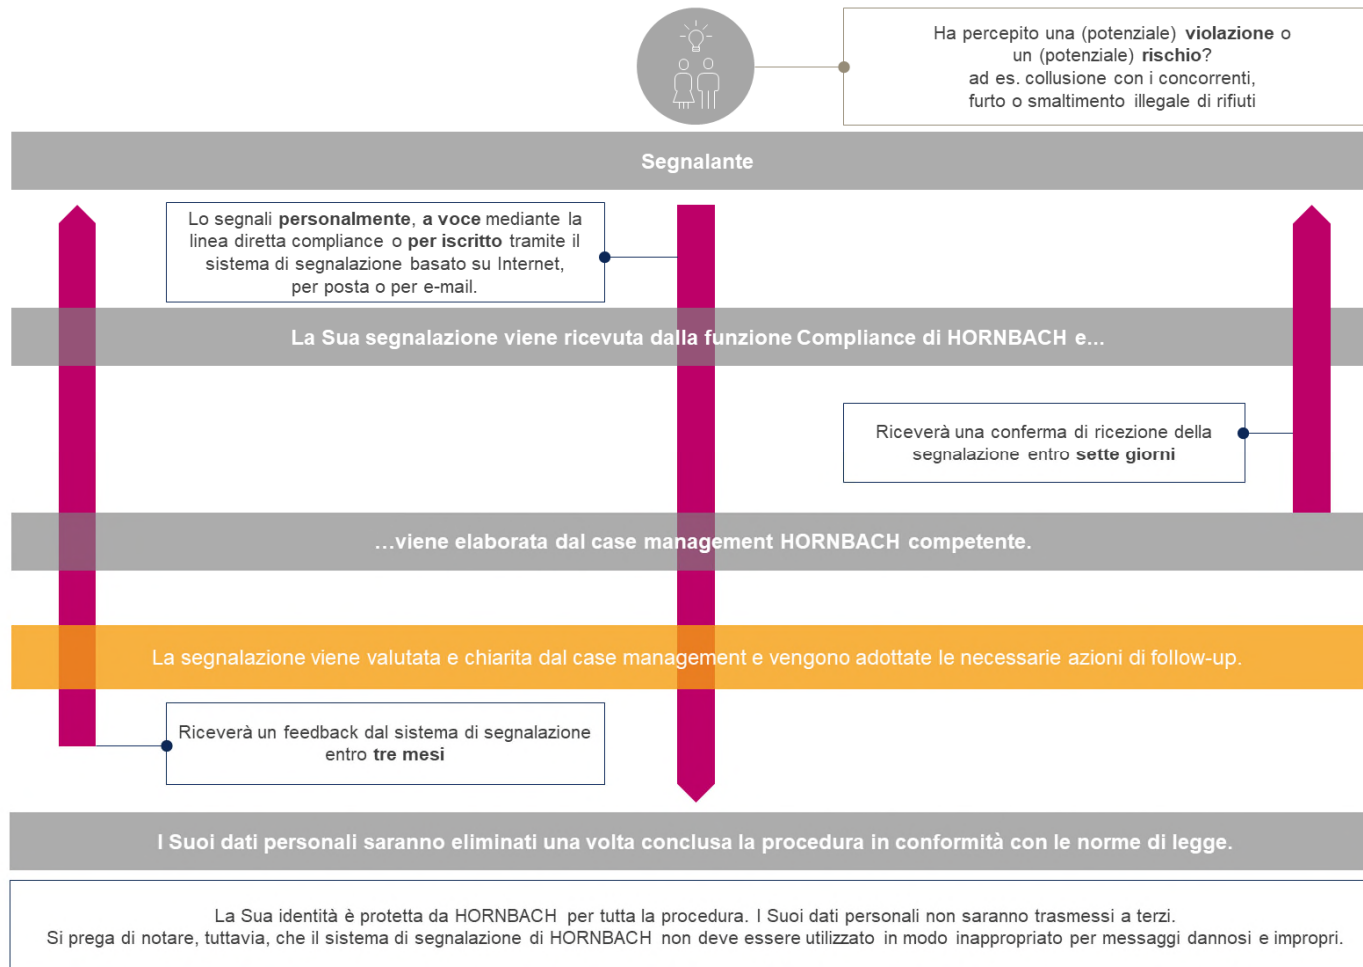 Ha percepito una (potenziale) violazione o
un (potenziale) rischio?
ad es. collusione con i concorrenti,
furto o smaltimento illegale di rifiuti
Segnalante
Lo segnali personalmente, a voce mediante la
linea diretta compliance o per iscritto tramite il
sistema di segnalazione basato su Internet,
per posta o per e-mail.
La Sua segnalazione viene ricevuta dalla funzione Compliance di HORNBACH e...
Riceverà una conferma di ricezione della
segnalazione entro sette giorni
...viene elaborata dal case management HORNBACH competente.
La segnalazione viene valutata e chiarita dal case management e vengono adottate le necessarie azioni di follow-up.
Riceverà un feedback dal sistema di segnalazione
entro tre mesi
I Suoi dati personali saranno eliminati una volta conclusa la procedura in conformità con le norme di legge.
La Sua identità è protetta da HORNBACH per tutta la procedura. I Suoi dati personali non saranno trasmessi a terzi.
Si prega di notare, tuttavia, che il sistema di segnalazione di HORNBACH non deve essere utilizzato in modo inappropriato per messaggi dannosi e impropri.